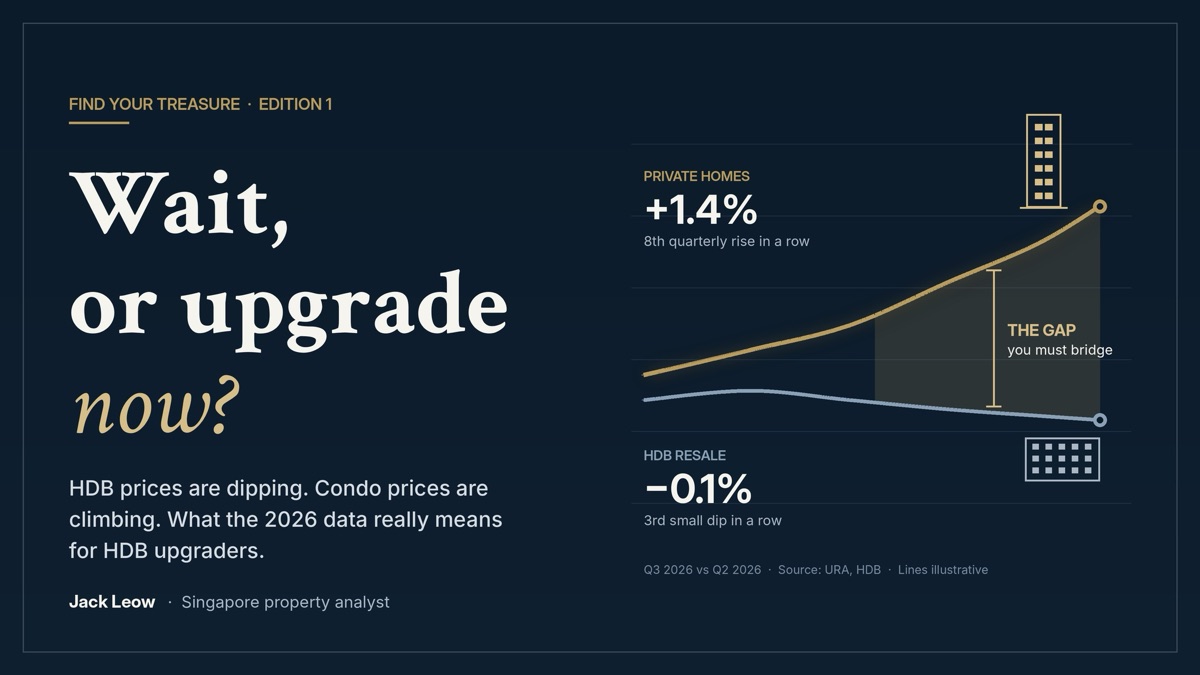 FIND YOUR TREASURE · EDITION 1
Wait,
or upgrade
now?
HDB prices are dipping. Condo prices are
climbing. What the 2026 data really means
for HDB upgraders.
Jack Leow · Singapore property analyst
PRIVATE HOMES
+1.4%
8th quarterly rise in a row
THE GAP
you must bridge
HDB RESALE
−0.1%
3rd small dip in a row
Q3 2026 vs Q2 2026 · Source: URA, HDB · Lines illustrative